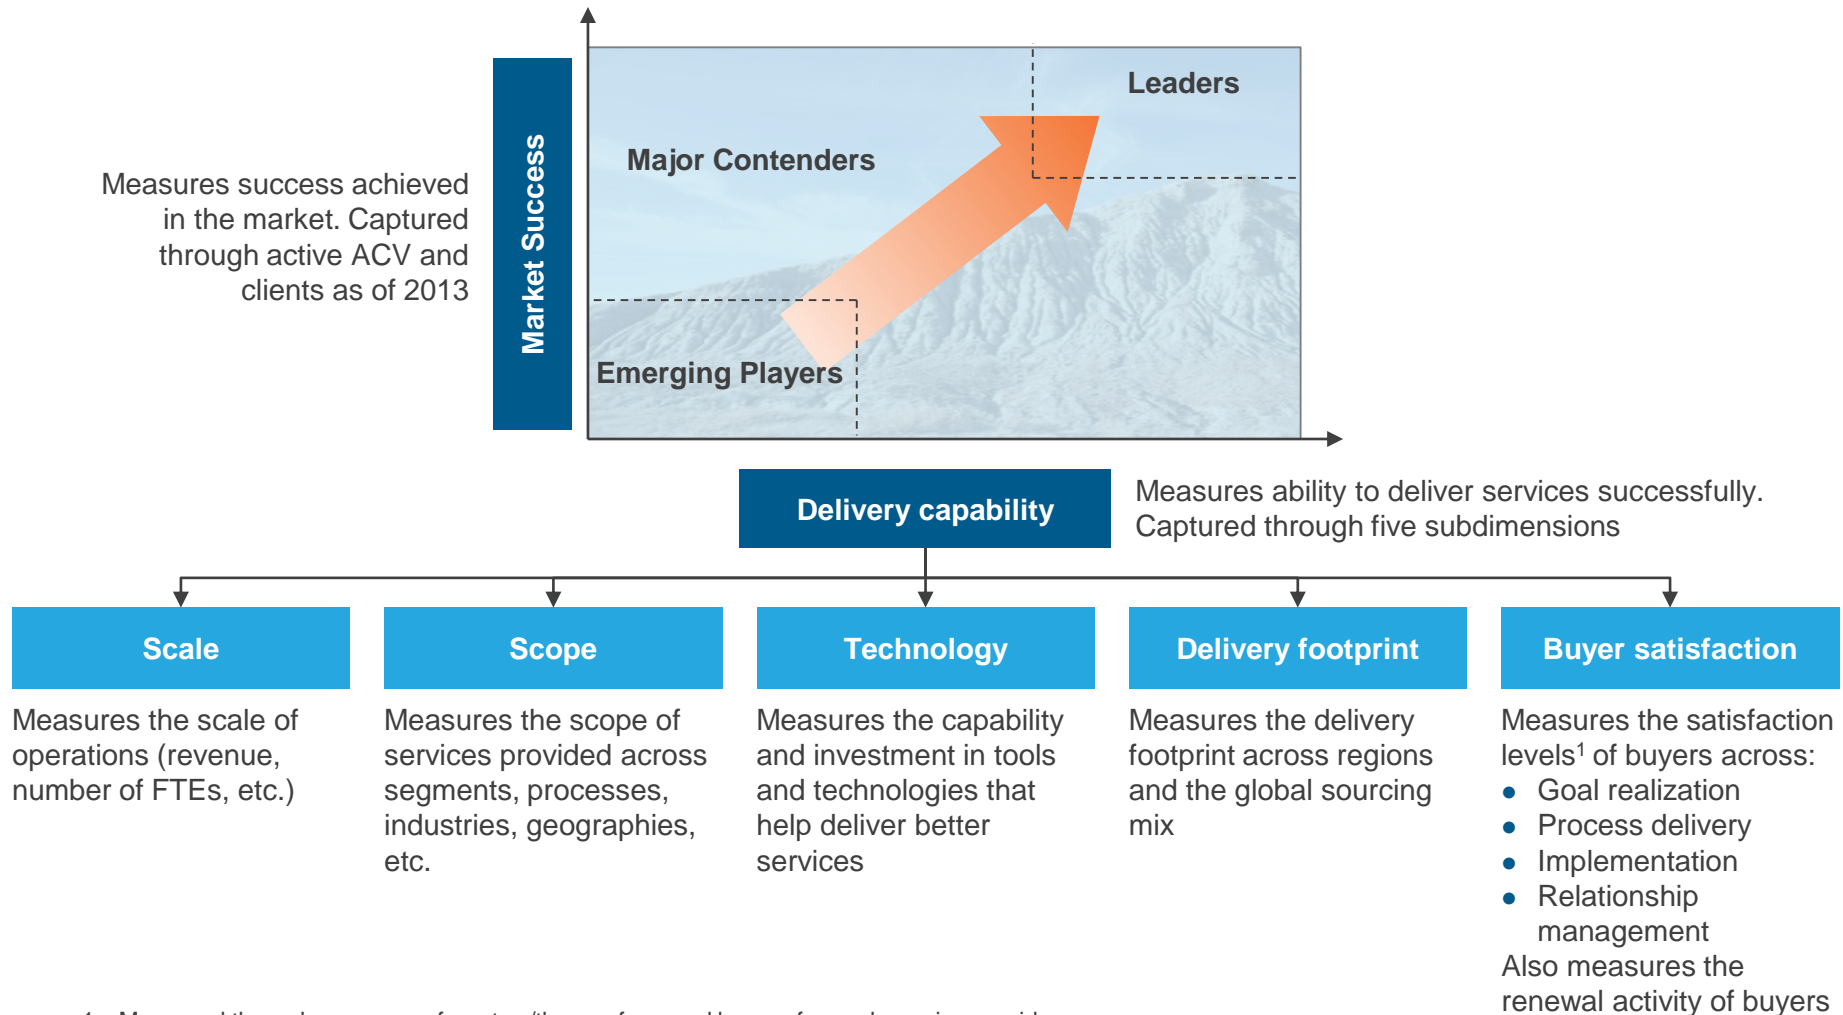 Leaders
Major Contenders
Emerging Players
Market Success
Measures success achieved
in the market. Captured
through active ACV and
clients as of 2013
Delivery capability
Measures ability to deliver services successfully.
Captured through five subdimensions
Scale
Measures the scale of
operations (revenue,
number of FTEs, etc.)
Scope
Measures the scope of
services provided across
segments, processes,
industries, geographies,
etc.
Technology
Measures the capability
and investment in tools
and technologies that
help deliver better
services
Delivery footprint
Measures the delivery
footprint across regions
and the global sourcing
mix
Buyer satisfaction
Measures the satisfaction
levels¹ of buyers across:
● Goal realization
● Process delivery
● Implementation
● Relationship
management
Also measures the
renewal activity of buyers